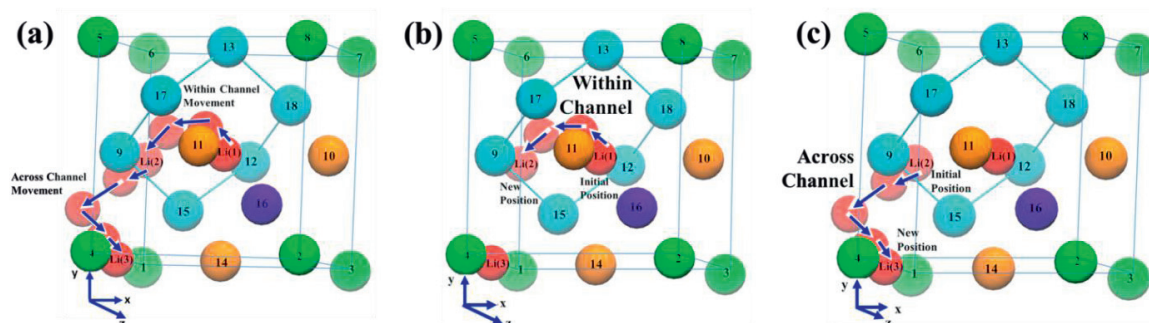 (a)
5
6
13
8
7
Within Channel
Movement
17
18
9
Li(2)
11
Li(1)
12
10
Across Channel
Movement
15
16
4
Li(3)
1
14
2
3
y
x
z
(b)
5
6
13
8
7
Within
Channel
17
18
9
Li(2)
11
Li(1)
12
10
New
Position
Initial
Position
15
16
4
Li(3)
1
14
2
3
y
x
z
(c)
5
6
13
8
7
17
18
9
Li(2)
11
Li(1)
12
10
Across
Channel
Initial
Position
15
16
New
Position
4
Li(3)
1
14
2
3
y
x
z